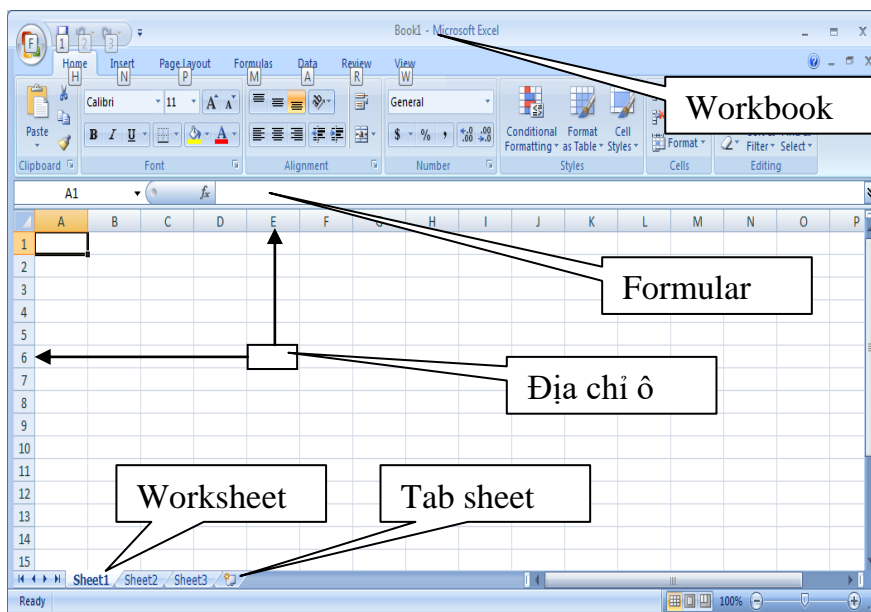 Book1 - Microsoft Excel
F 1 2 3
Home Insert Page Layout Formulas Data Review View
H N P M A R W
Calibri 11 A A General
Paste B I U A $ % , Conditional Format Cell
Formatting as Table Styles Format Filter Select
Clipboard Font Alignment Number Styles Cells Editing
Workbook
A1 fx
A B C D E F G H I J K L M N O P
1
2
3
Formular
4
5
6
7
Địa chỉ ô
8
9
10
11
12
Worksheet Tab sheet
13
14
15
Sheet1 Sheet2 Sheet3
Ready 100%